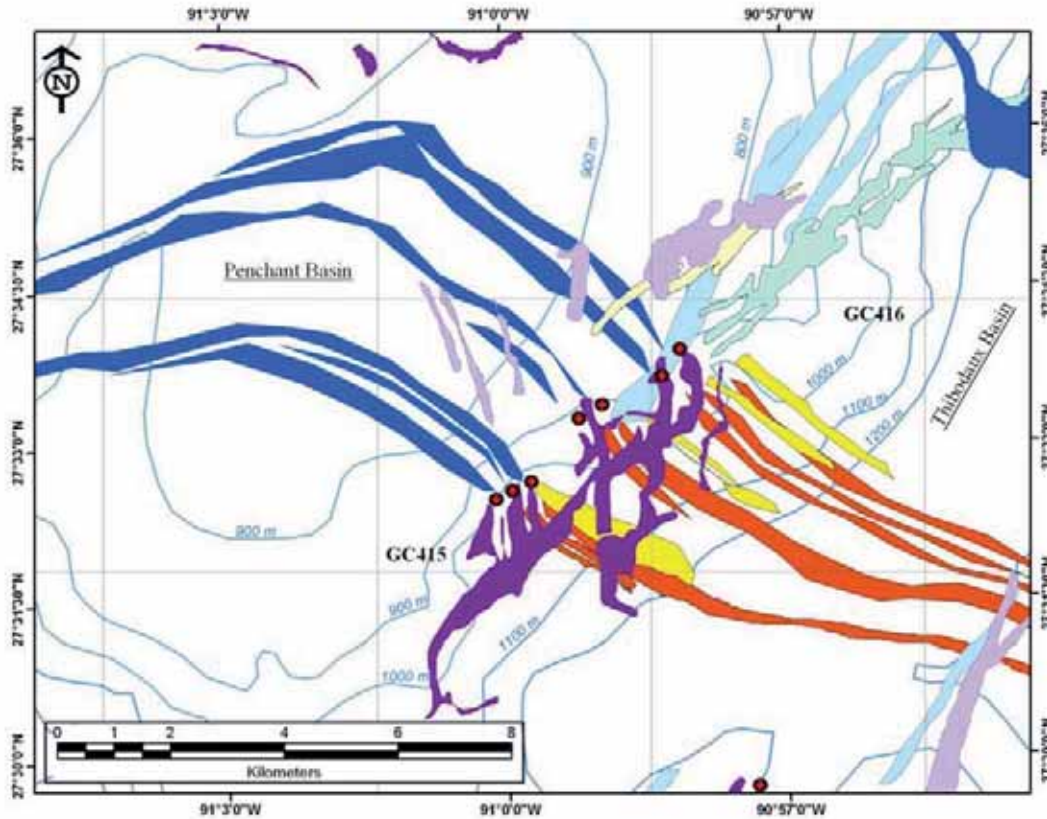 91°3'0"W
91°0'0"W
90°57'0"W
N
27°36'0"N
900 m
800 m
Penchant Basin
27°34'30"N
GC416
Thibodaux Basin
1000 m
1100 m
1200 m
27°33'0"N
900 m
GC415
27°31'30"N
900 m
1100 m
1000 m
0 1 2 4 6 8
Kilometers
27°30'0"N
91°3'0"W
91°0'0"W
90°57'0"W